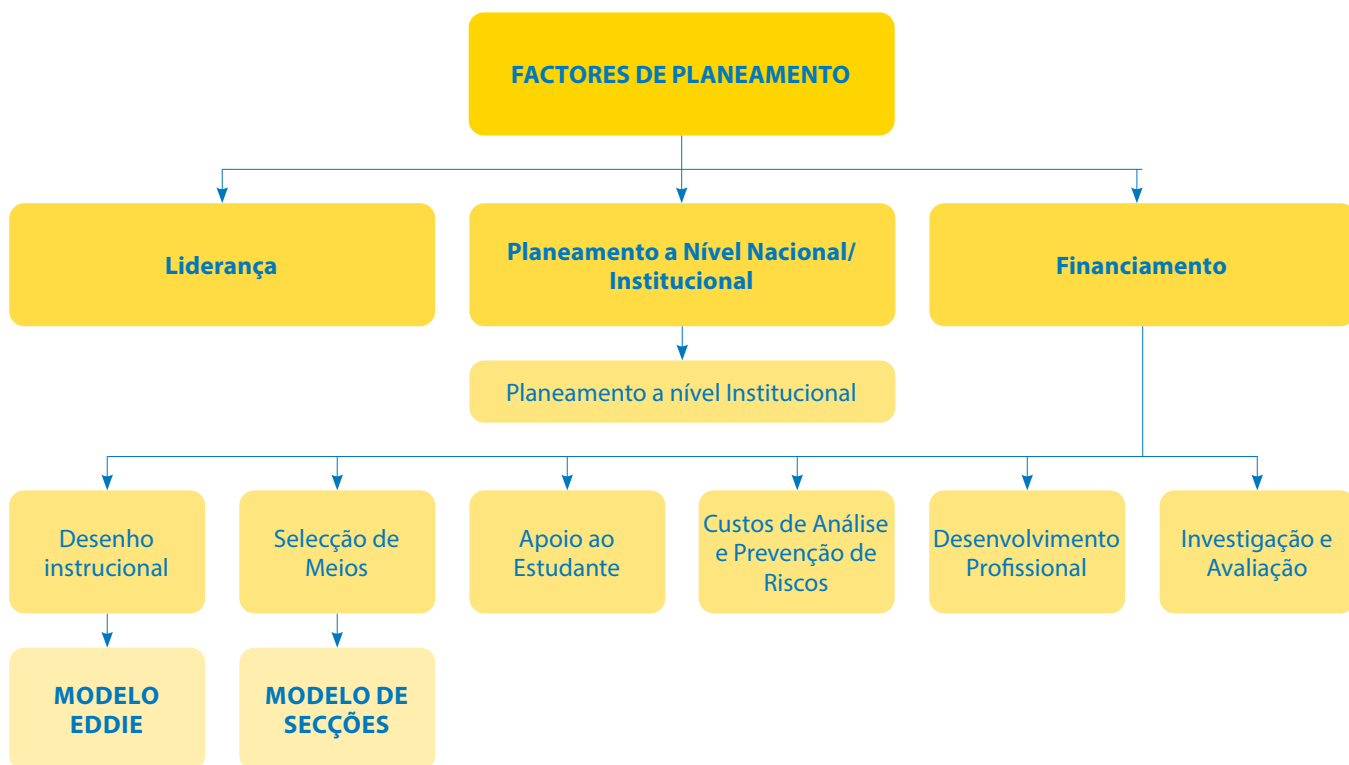 FACTORES DE PLANEAMENTO
Liderança
Planeamento a Nível Nacional/
Institucional
Financiamento
Planeamento a nível Institucional
Desenho
instrucional
Selecção de
Meios
Apoio ao
Estudante
Custos de Análise
e Prevenção de
Riscos
Desenvolvimento
Profissional
Investigação e
Avaliação
MODELO
EDDIE
MODELO DE
SECÇÕES